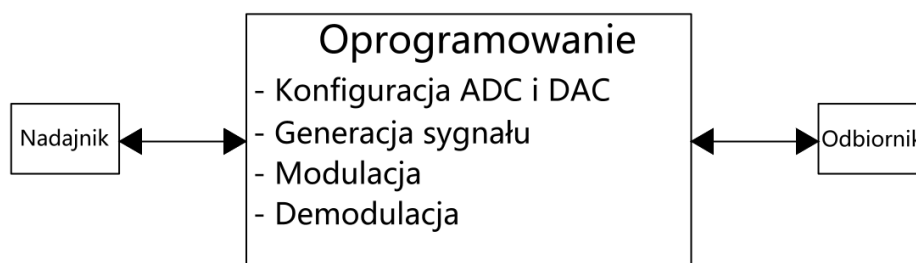 Oprogramowanie
- Konfiguracja ADC i DAC
- Generacja sygnału
- Modulacja
- Demodulacja
Nadajnik
Odbiornik